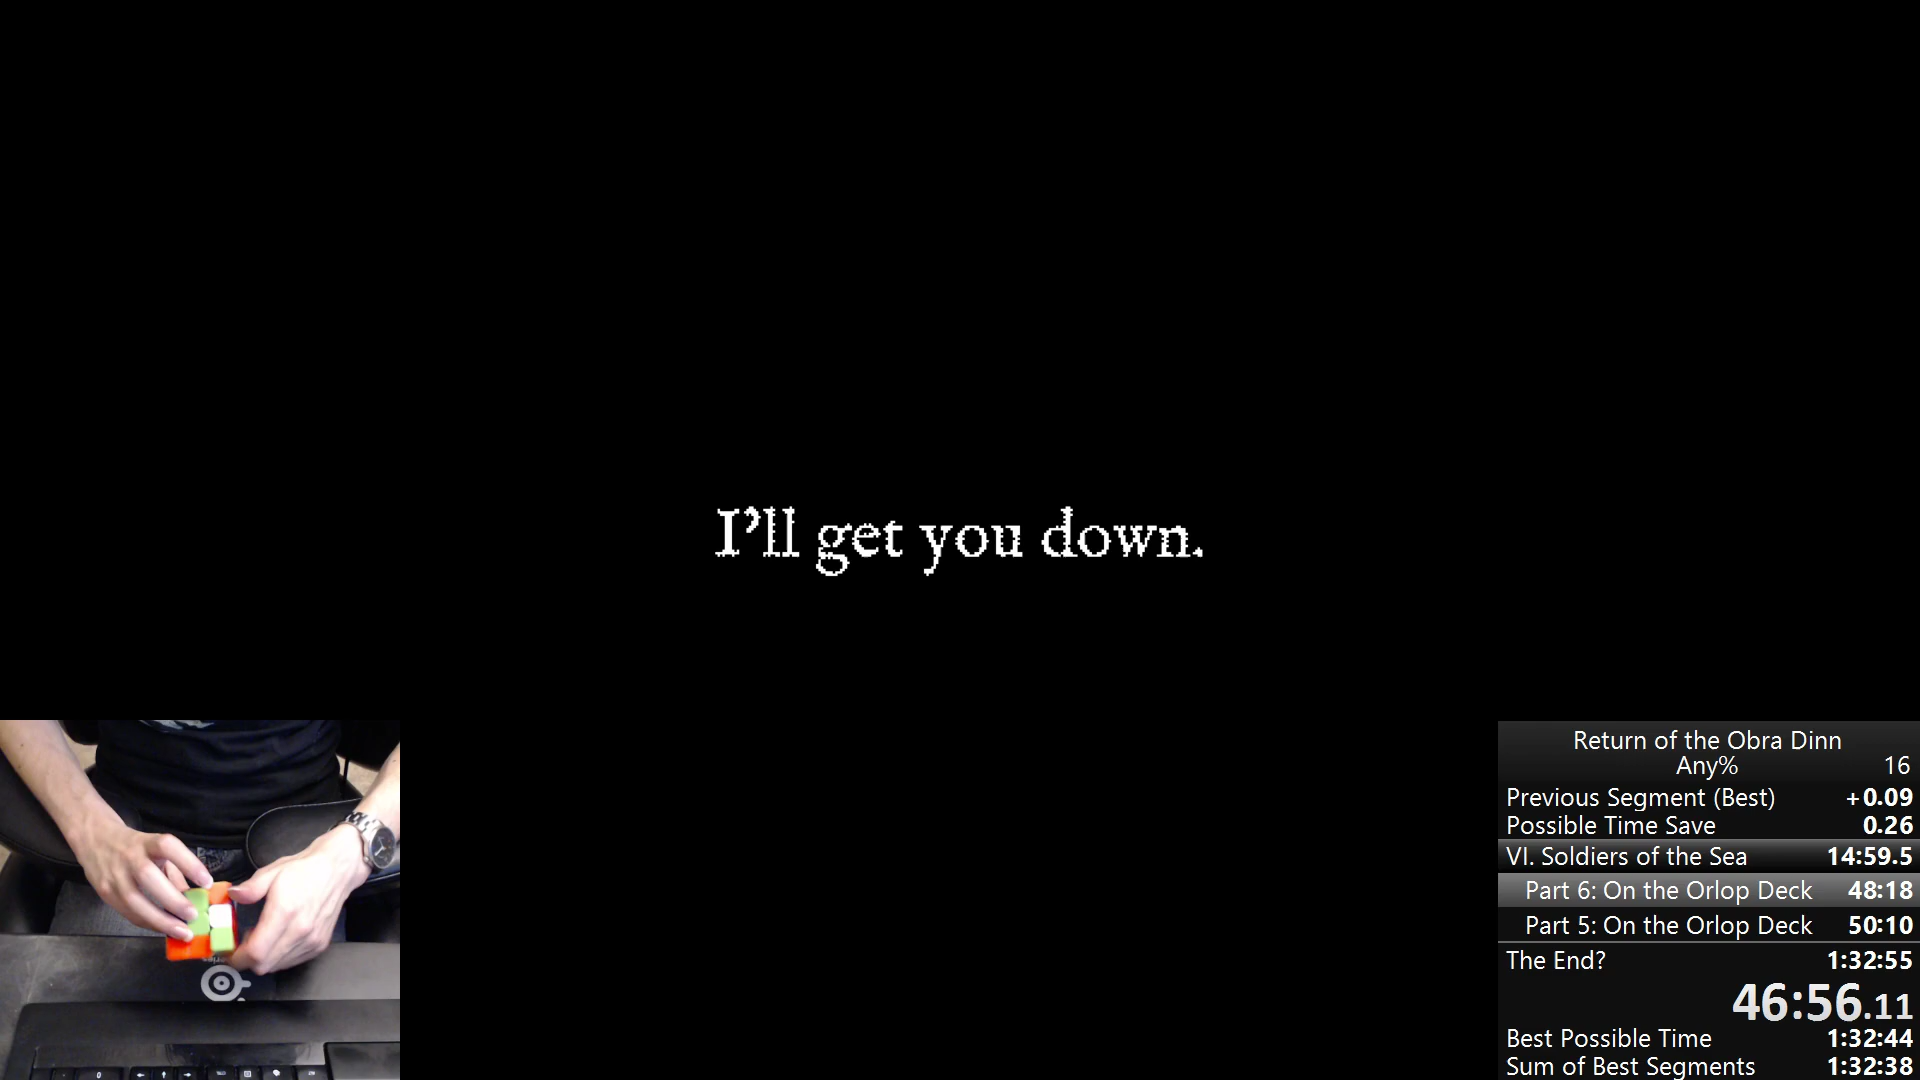 I'll get you down.
Return of the Obra Dinn
Any% 16
Previous Segment (Best) +0.09
Possible Time Save 0.26
VI. Soldiers of the Sea 14:59.5
Part 6: On the Orlop Deck 48:18
Part 5: On the Orlop Deck 50:10
The End? 1:32:55
46:56.11
Best Possible Time 1:32:44
Sum of Best Segments 1:32:38